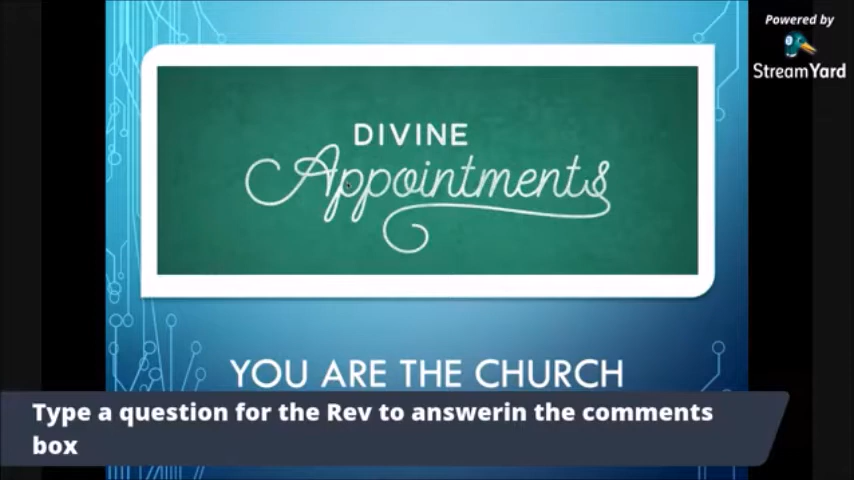 Powered by
StreamYard
DIVINE
Appointments
YOU ARE THE CHURCH
Type a question for the Rev to answerin the comments
box